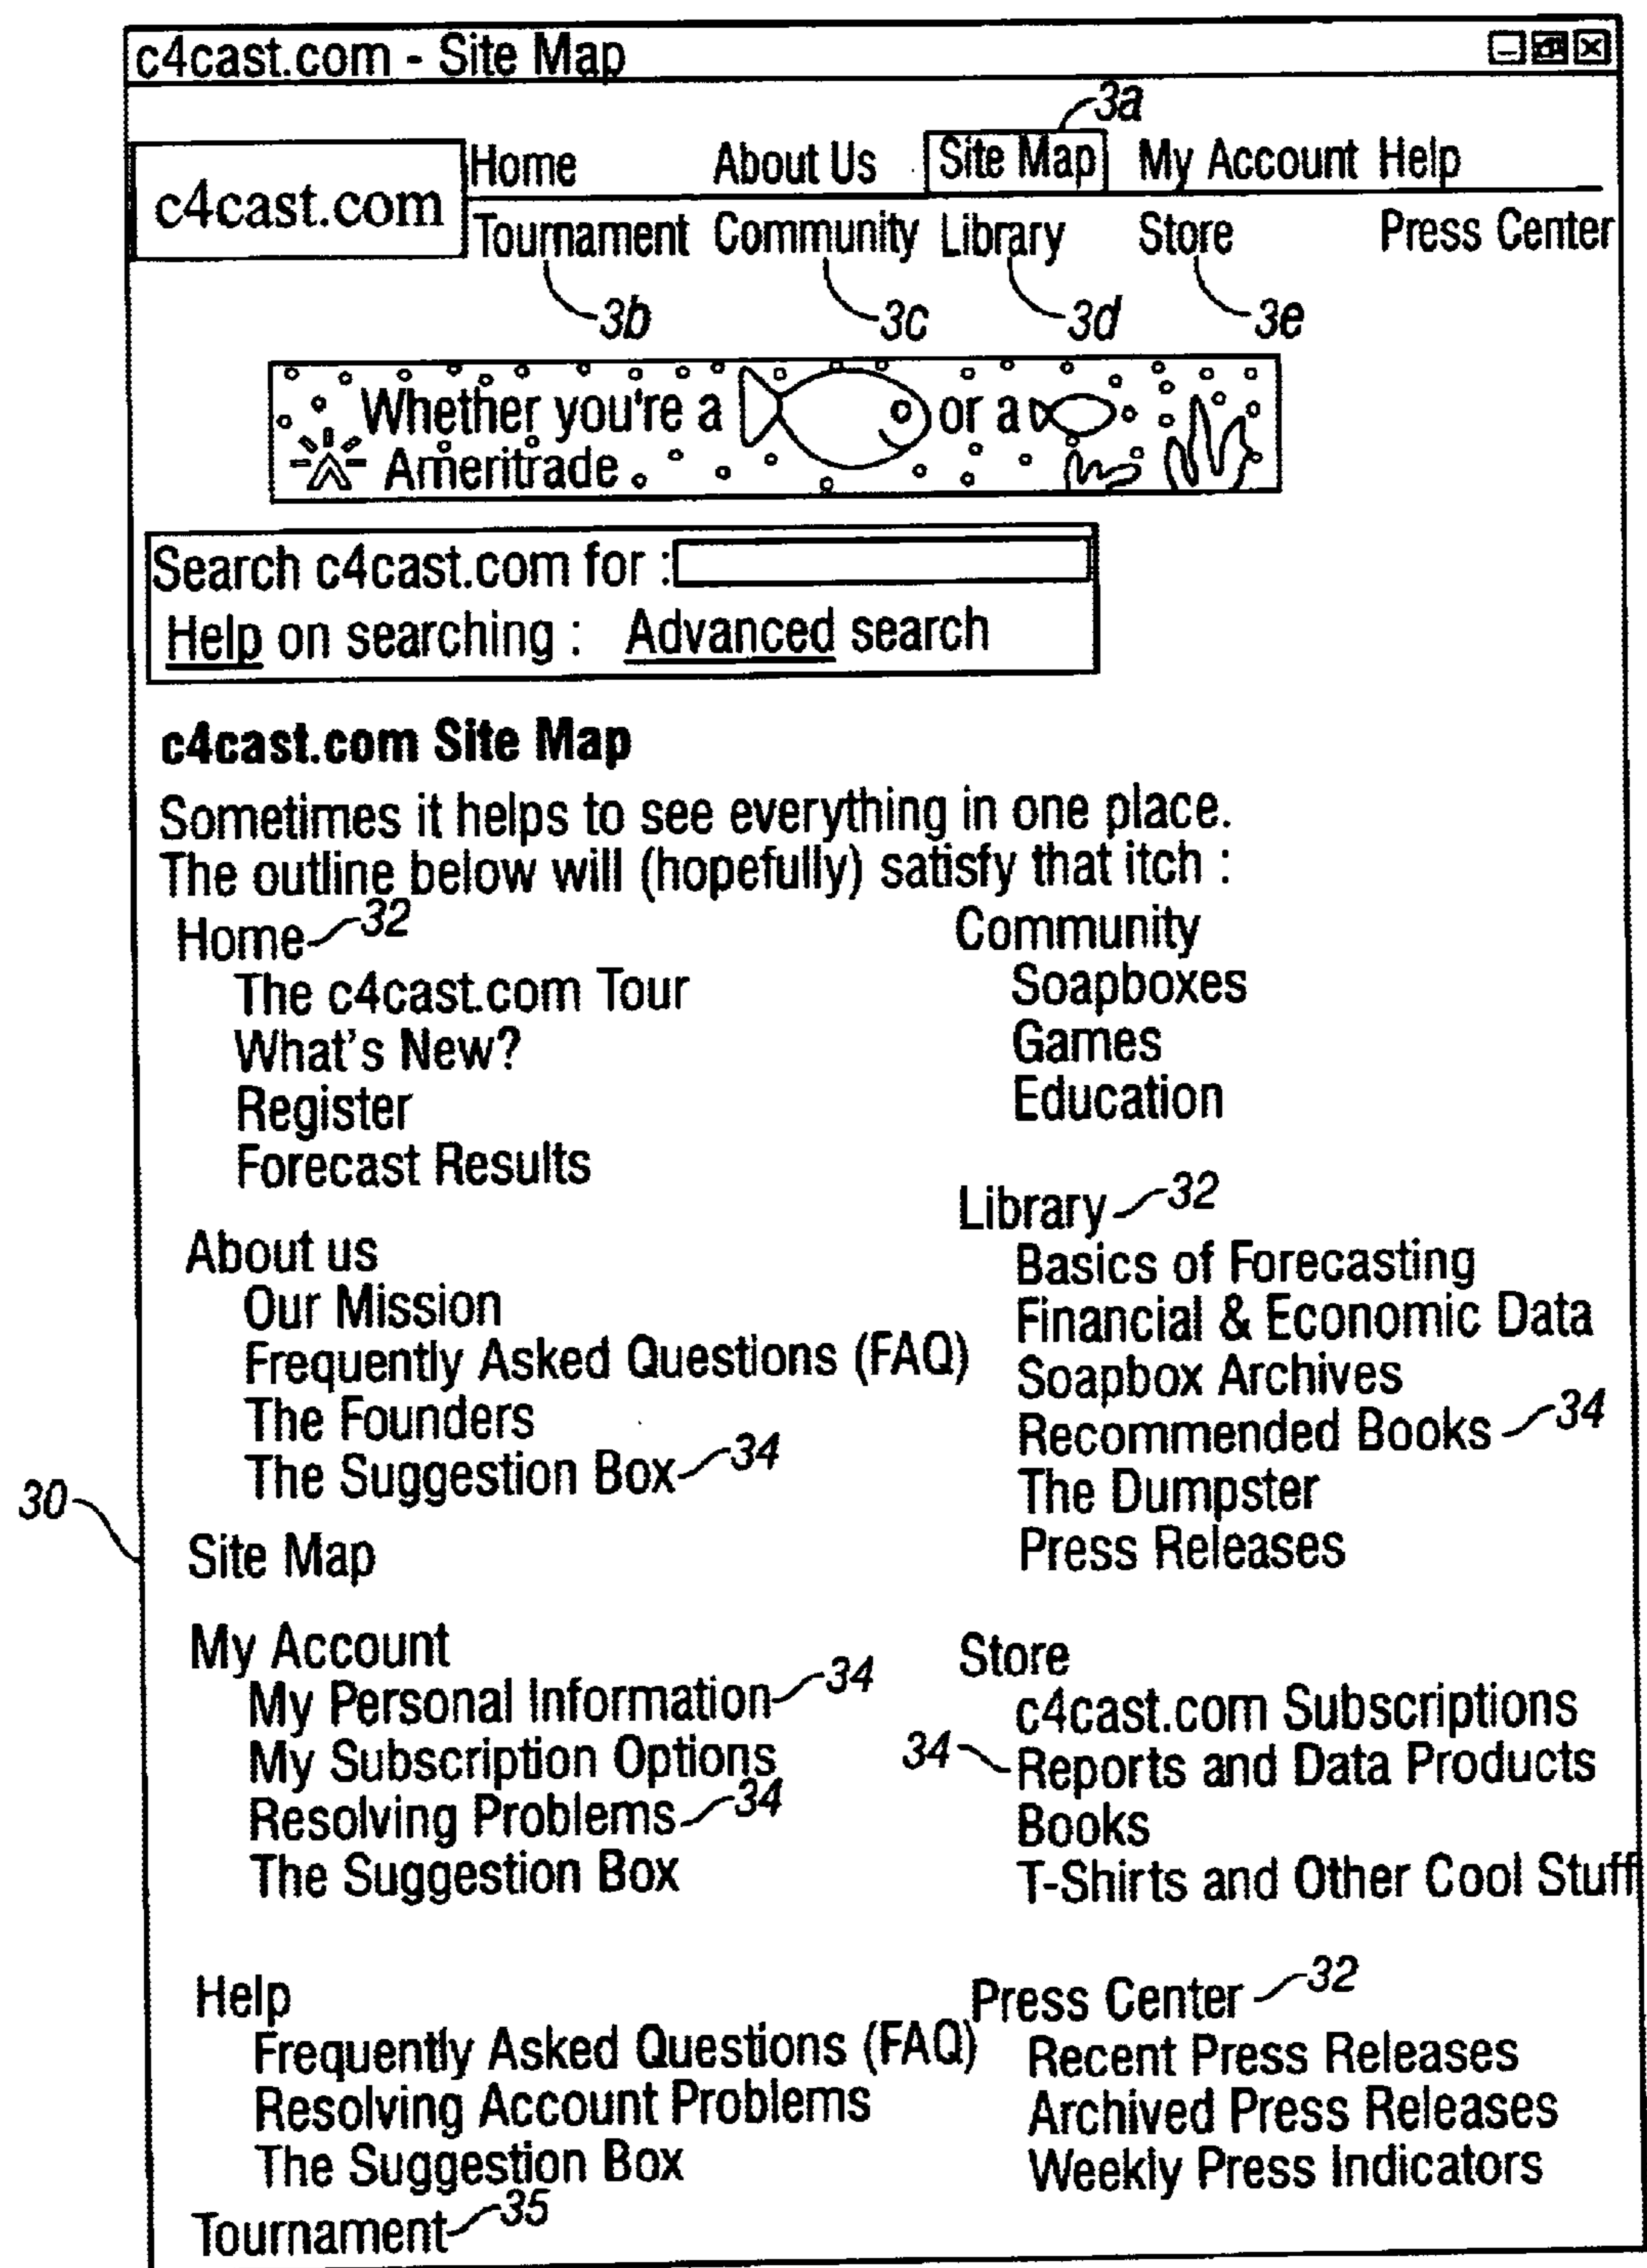 c4cast.com - Site Map
3a
c4cast.com
Home About Us Site Map My Account Help
Tournament Community Library Store Press Center
3b 3c 3d 3e
Whether you're a or a
Ameritrade
Search c4cast.com for :
Help on searching : Advanced search
c4cast.com Site Map
Sometimes it helps to see everything in one place.
The outline below will (hopefully) satisfy that itch :
Home 32
The c4cast.com Tour
What's New?
Register
Forecast Results
About us
Our Mission
Frequently Asked Questions (FAQ)
The Founders
The Suggestion Box 34
30
Site Map
My Account
My Personal Information 34
My Subscription Options
Resolving Problems 34
The Suggestion Box
Help
Frequently Asked Questions (FAQ)
Resolving Account Problems
The Suggestion Box
Tournament 35
Community
Soapboxes
Games
Education
Library 32
Basics of Forecasting
Financial & Economic Data
Soapbox Archives
Recommended Books 34
The Dumpster
Press Releases
Store
c4cast.com Subscriptions
34 Reports and Data Products
Books
T-Shirts and Other Cool Stuff
Press Center 32
Recent Press Releases
Archived Press Releases
Weekly Press Indicators